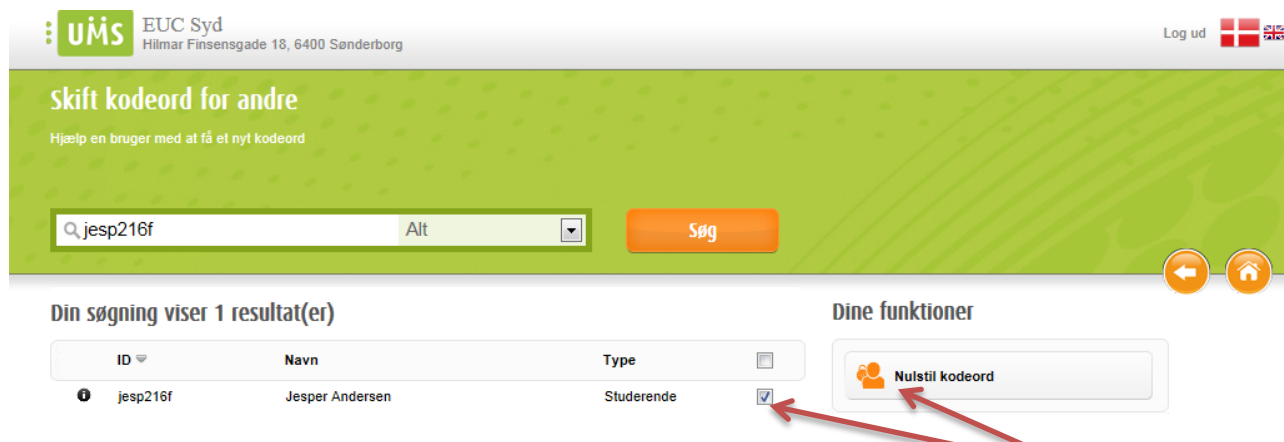 UMS
EUC Syd
Hilmar Finsensgade 18, 6400 Sønderborg
Log ud
Skift kodeord for andre
Hjælp en bruger med at få et nyt kodeord
jesp216f
Alt
Søg
Din søgning viser 1 resultat(er)
Dine funktioner
ID Navn Type
Nulstil kodeord
jesp216f Jesper Andersen Studerende